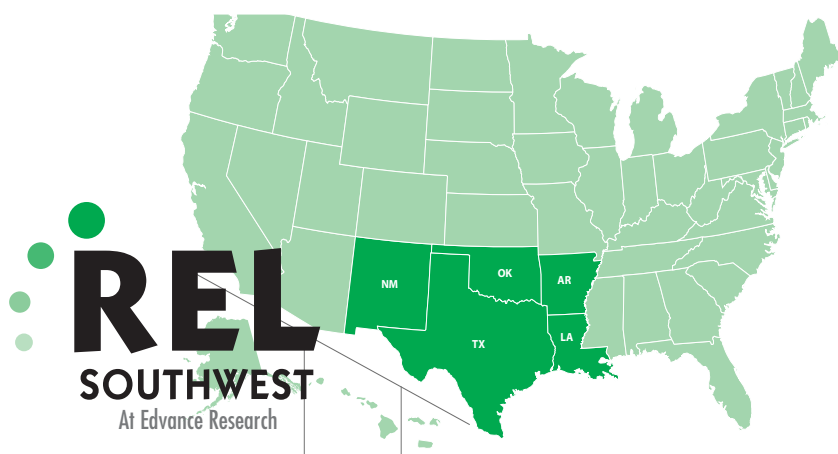 REL
SOUTHWEST
At Edvance Research
NM
OK
AR
TX
LA